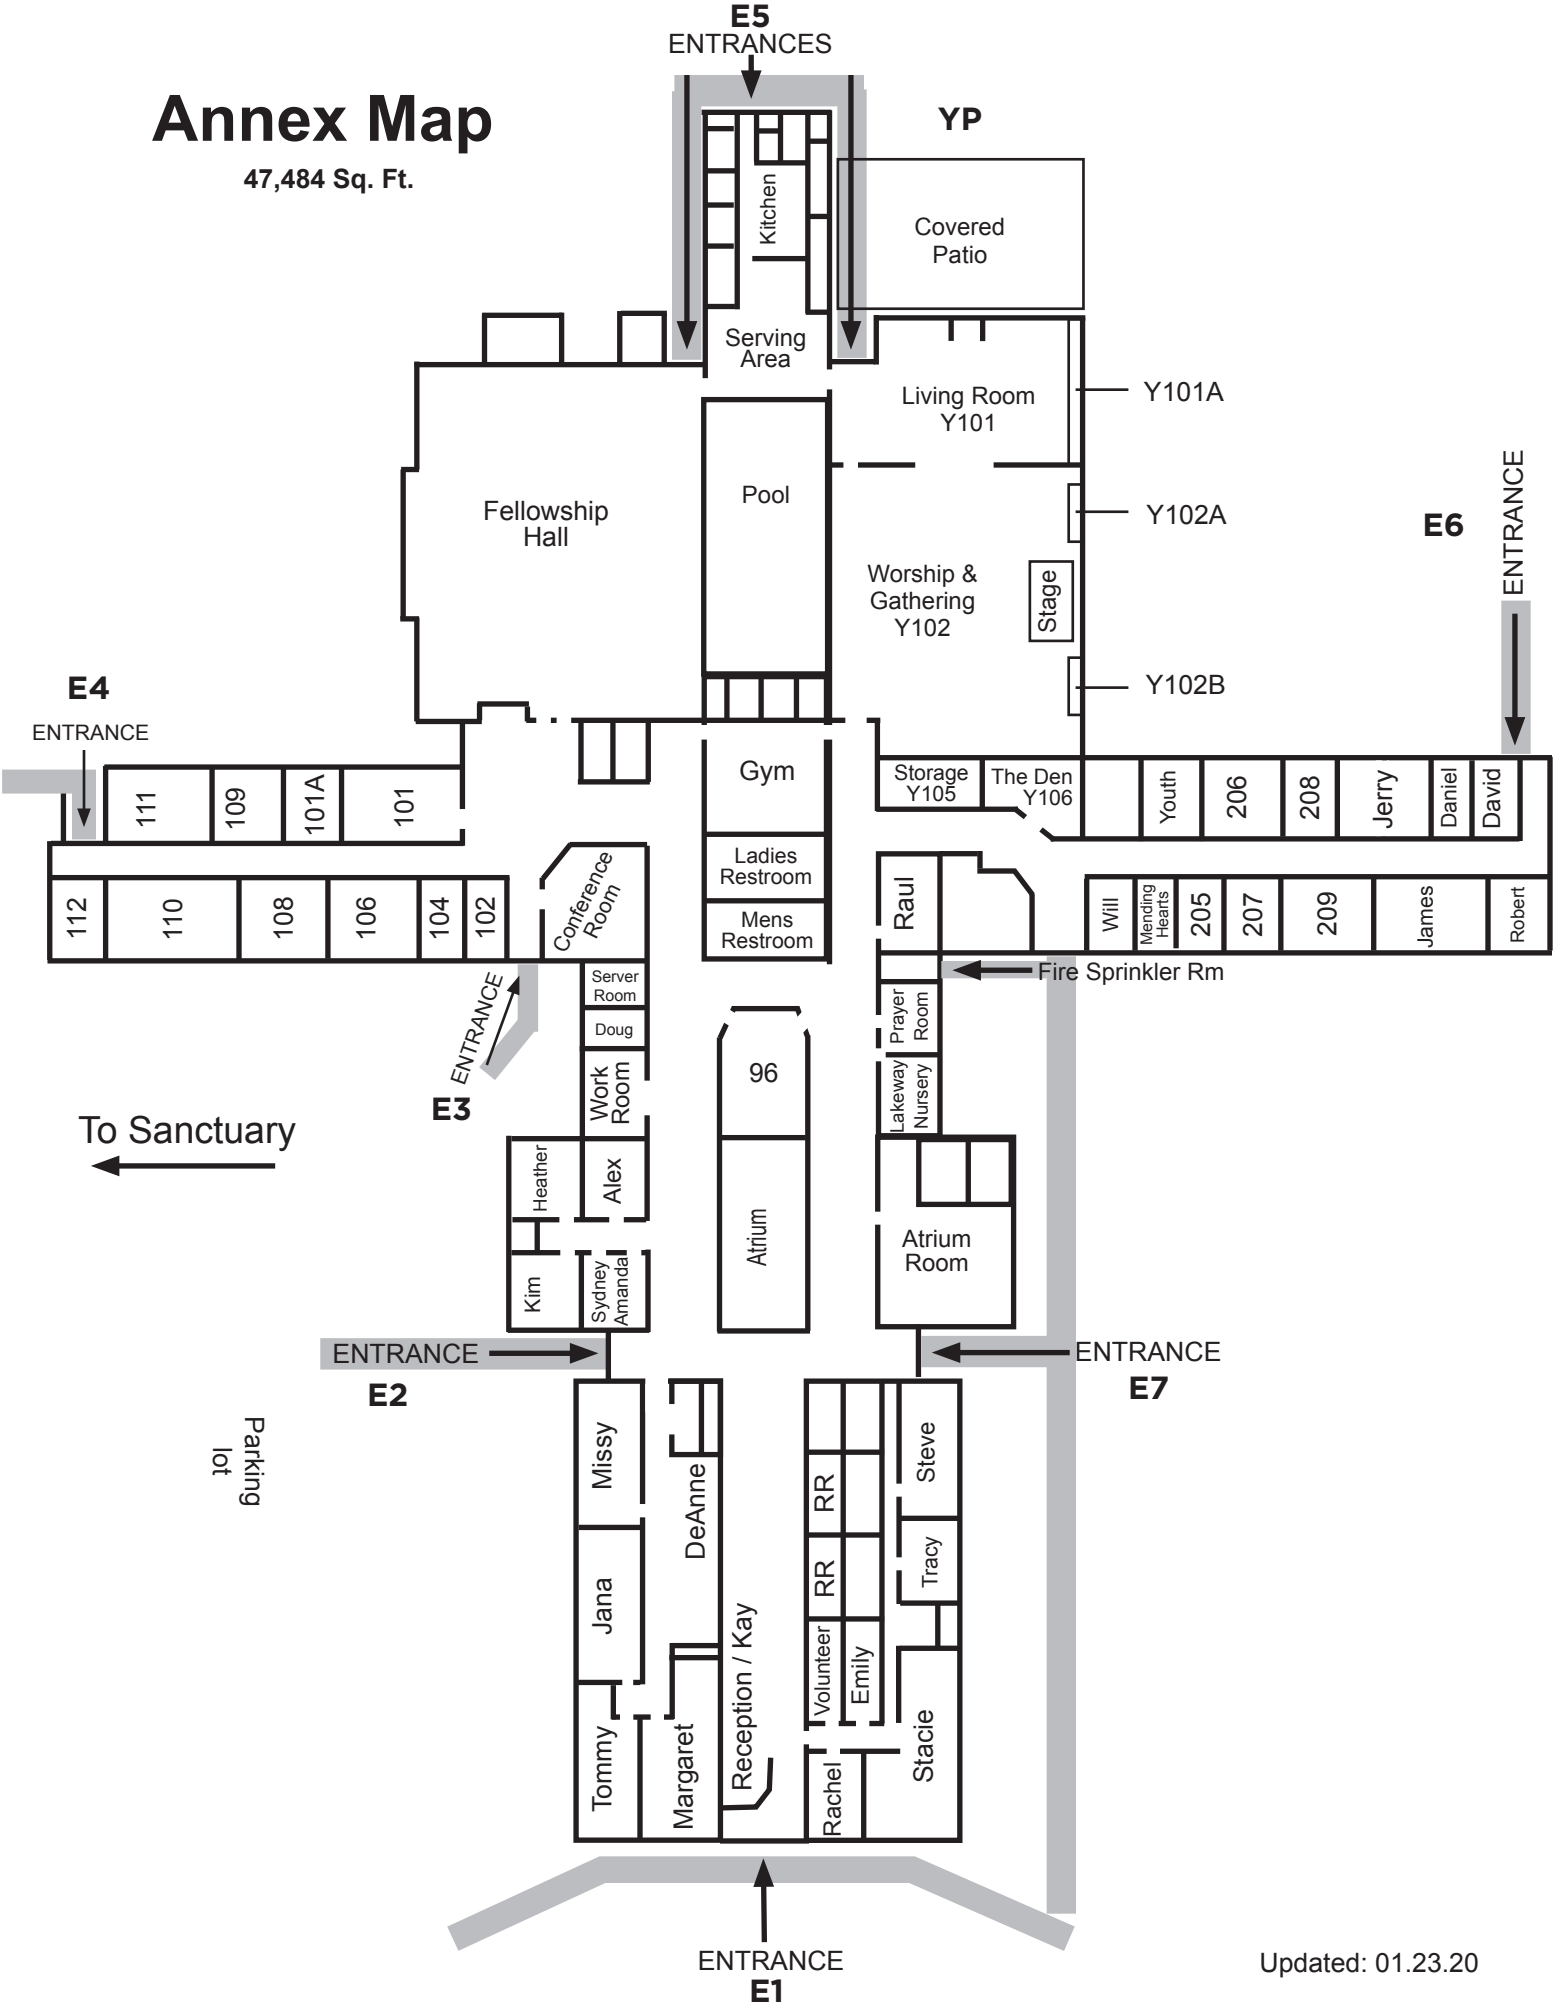 E5
ENTRANCES
Annex Map
47,484 Sq. Ft.
YP
Kitchen
Covered
Patio
Serving
Area
Living Room
Y101
Y101A
Fellowship
Hall
Pool
Y102A
E6
ENTRANCE
Worship &
Gathering
Y102
Stage
Y102B
E4
ENTRANCE
111
109
101A
101
Gym
Storage
Y105
The Den
Y106
Youth
206
208
Jerry
Daniel
David
Ladies
Restroom
Mens
Restroom
112
110
108
106
104
102
Conference
Room
Raul
Will
Mending
Hearts
205
207
209
James
Robert
Fire Sprinkler Rm
Server
Room
Doug
Work
Room
ENTRANCE
E3
96
Prayer
Room
Lakeway
Nursery
To Sanctuary
Heather
Alex
Atrium
Atrium
Room
Kim
Sydney
Amanda
ENTRANCE
E2
ENTRANCE
E7
Parking
lot
Missy
DeAnne
RR
Steve
Jana
RR
Tracy
Reception / Kay
Volunteer
Emily
Tommy
Margaret
Rachel
Stacie
ENTRANCE
E1
Updated: 01.23.20